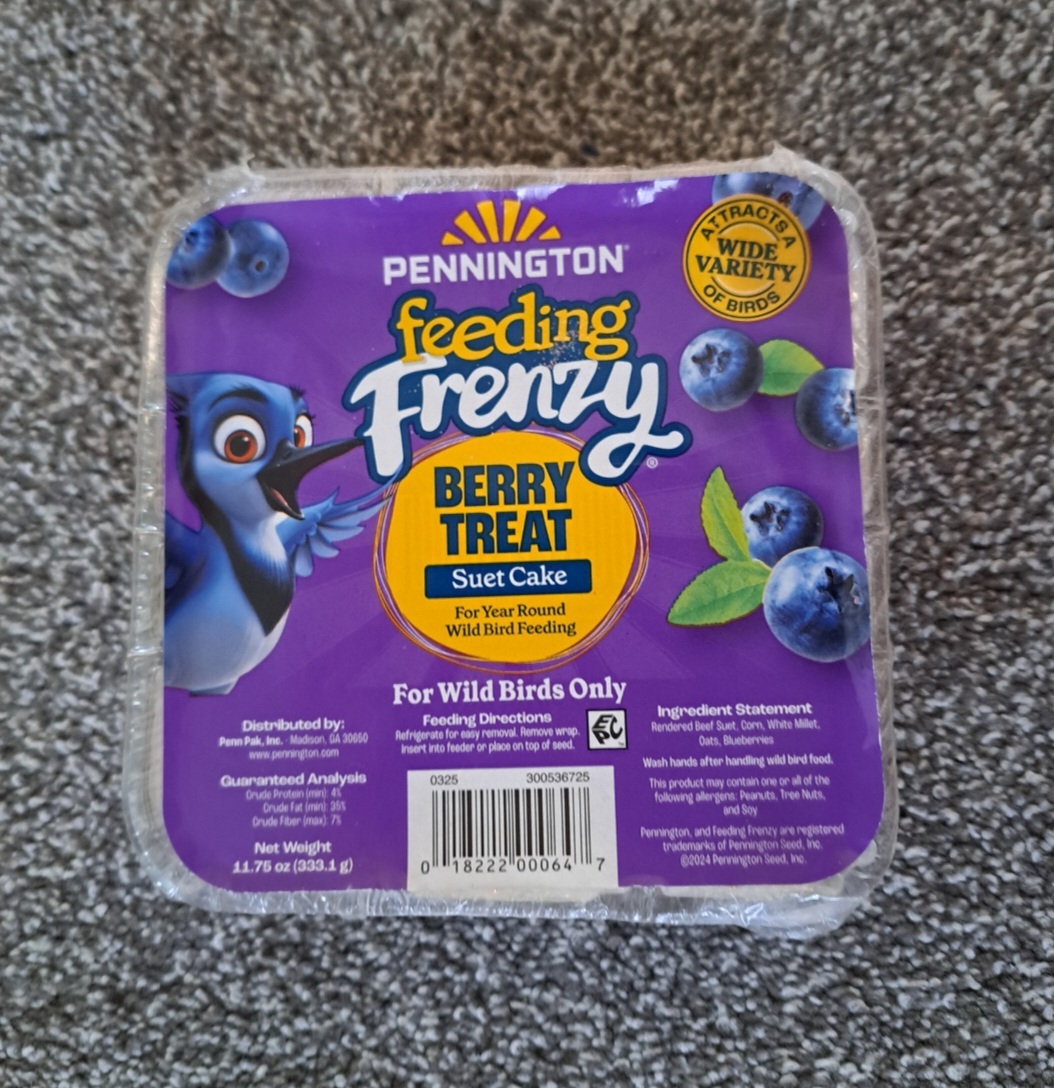 PENNINGTON®
ATTRACTS A
WIDE
VARIETY
OF BIRDS
feeding
Frenzy®
BERRY
TREAT
Suet Cake
For Year Round
Wild Bird Feeding
For Wild Birds Only
Distributed by:
Penn Pak, Inc. Madison, GA 30650
www.pennington.com
Guaranteed Analysis
Crude Protein (min): 4%
Crude Fat (min): 35%
Crude Fiber (max): 7%
Net Weight
11.75 oz (333.1 g)
Feeding Directions
Refrigerate for easy removal. Remove wrap.
Insert into feeder or place on top of seed.
0325 300536725
0 18222 00064 7
Ingredient Statement
Rendered Beef Suet, Corn, White Millet,
Oats, Blueberries
Wash hands after handling wild bird food.
This product may contain one or all of the
following allergens: Peanuts, Tree Nuts,
and Soy
Pennington, and Feeding Frenzy are registered
trademarks of Pennington Seed, Inc.
©2024 Pennington Seed, Inc.